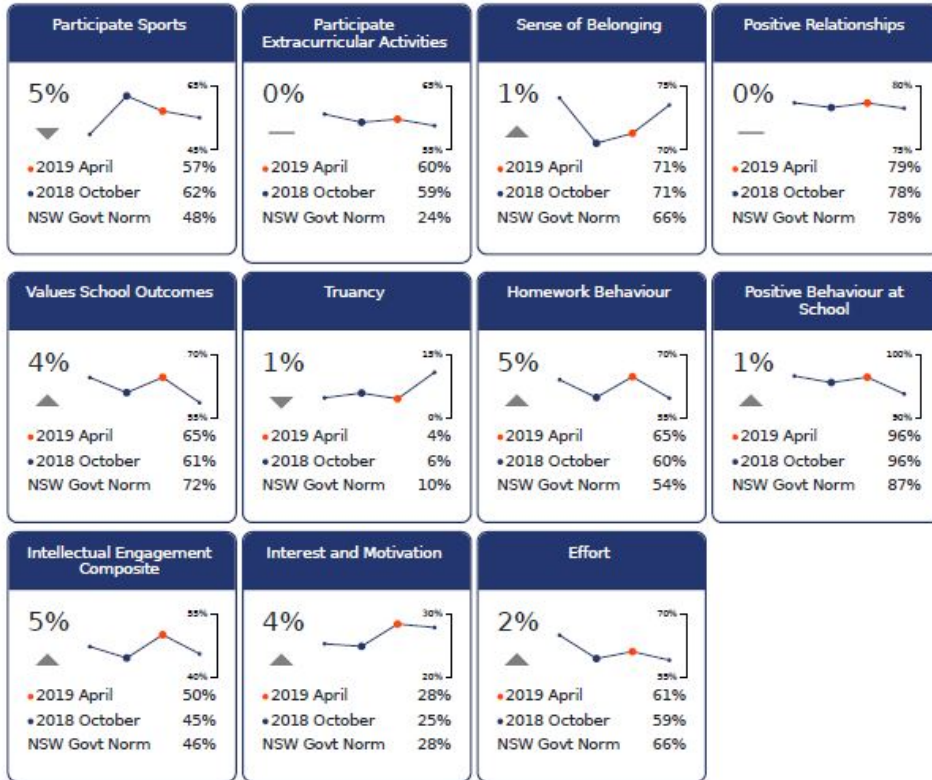 Participate Sports
5%
65%
45%
2019 April 57%
2018 October 62%
NSW Govt Norm 48%
Participate
Extracurricular Activities
0%
65%
55%
2019 April 60%
2018 October 59%
NSW Govt Norm 24%
Sense of Belonging
1%
75%
70%
2019 April 71%
2018 October 71%
NSW Govt Norm 66%
Positive Relationships
0%
80%
75%
2019 April 79%
2018 October 78%
NSW Govt Norm 78%
Values School Outcomes
4%
70%
55%
2019 April 65%
2018 October 61%
NSW Govt Norm 72%
Truancy
1%
15%
0%
2019 April 4%
2018 October 6%
NSW Govt Norm 10%
Homework Behaviour
5%
70%
55%
2019 April 65%
2018 October 60%
NSW Govt Norm 54%
Positive Behaviour at
School
1%
100%
90%
2019 April 96%
2018 October 96%
NSW Govt Norm 87%
Intellectual Engagement
Composite
5%
55%
40%
2019 April 50%
2018 October 45%
NSW Govt Norm 46%
Interest and Motivation
4%
30%
20%
2019 April 28%
2018 October 25%
NSW Govt Norm 28%
Effort
2%
70%
55%
2019 April 61%
2018 October 59%
NSW Govt Norm 66%